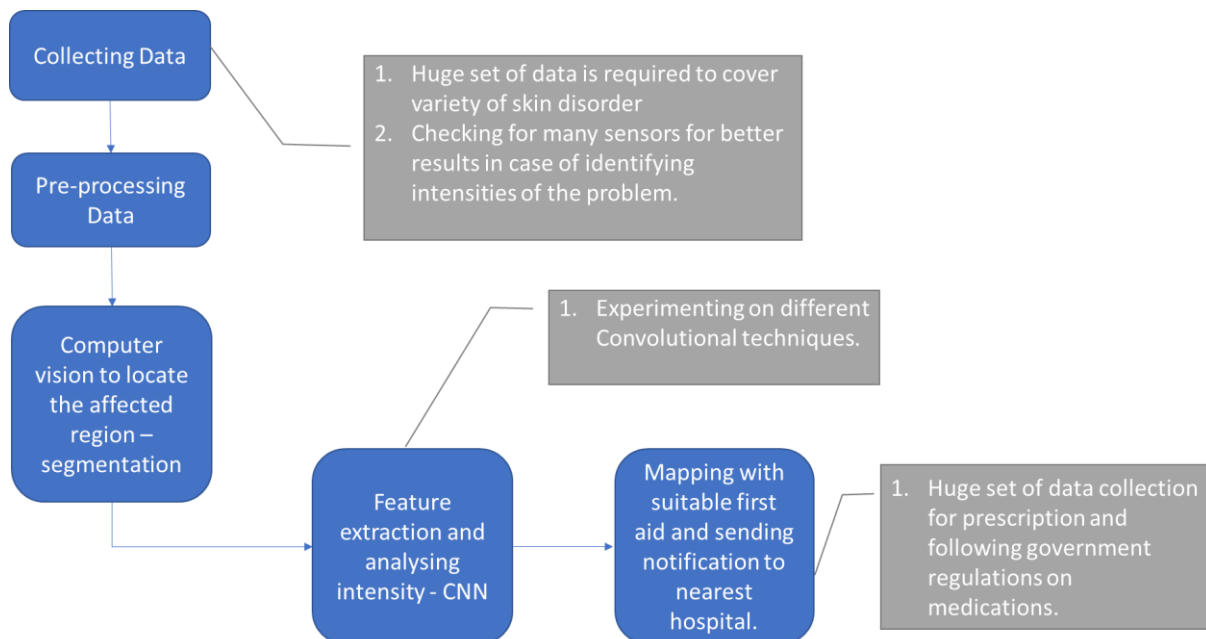 Collecting Data
1. Huge set of data is required to cover
variety of skin disorder
2. Checking for many sensors for better
results in case of identifying
intensities of the problem.
Pre-processing
Data
Computer
vision to locate
the affected
region –
segmentation
1. Experimenting on different
Convolutional techniques.
Feature
extraction and
analysing
intensity - CNN
Mapping with
suitable first
aid and sending
notification to
nearest
hospital.
1. Huge set of data collection
for prescription and
following government
regulations on
medications.